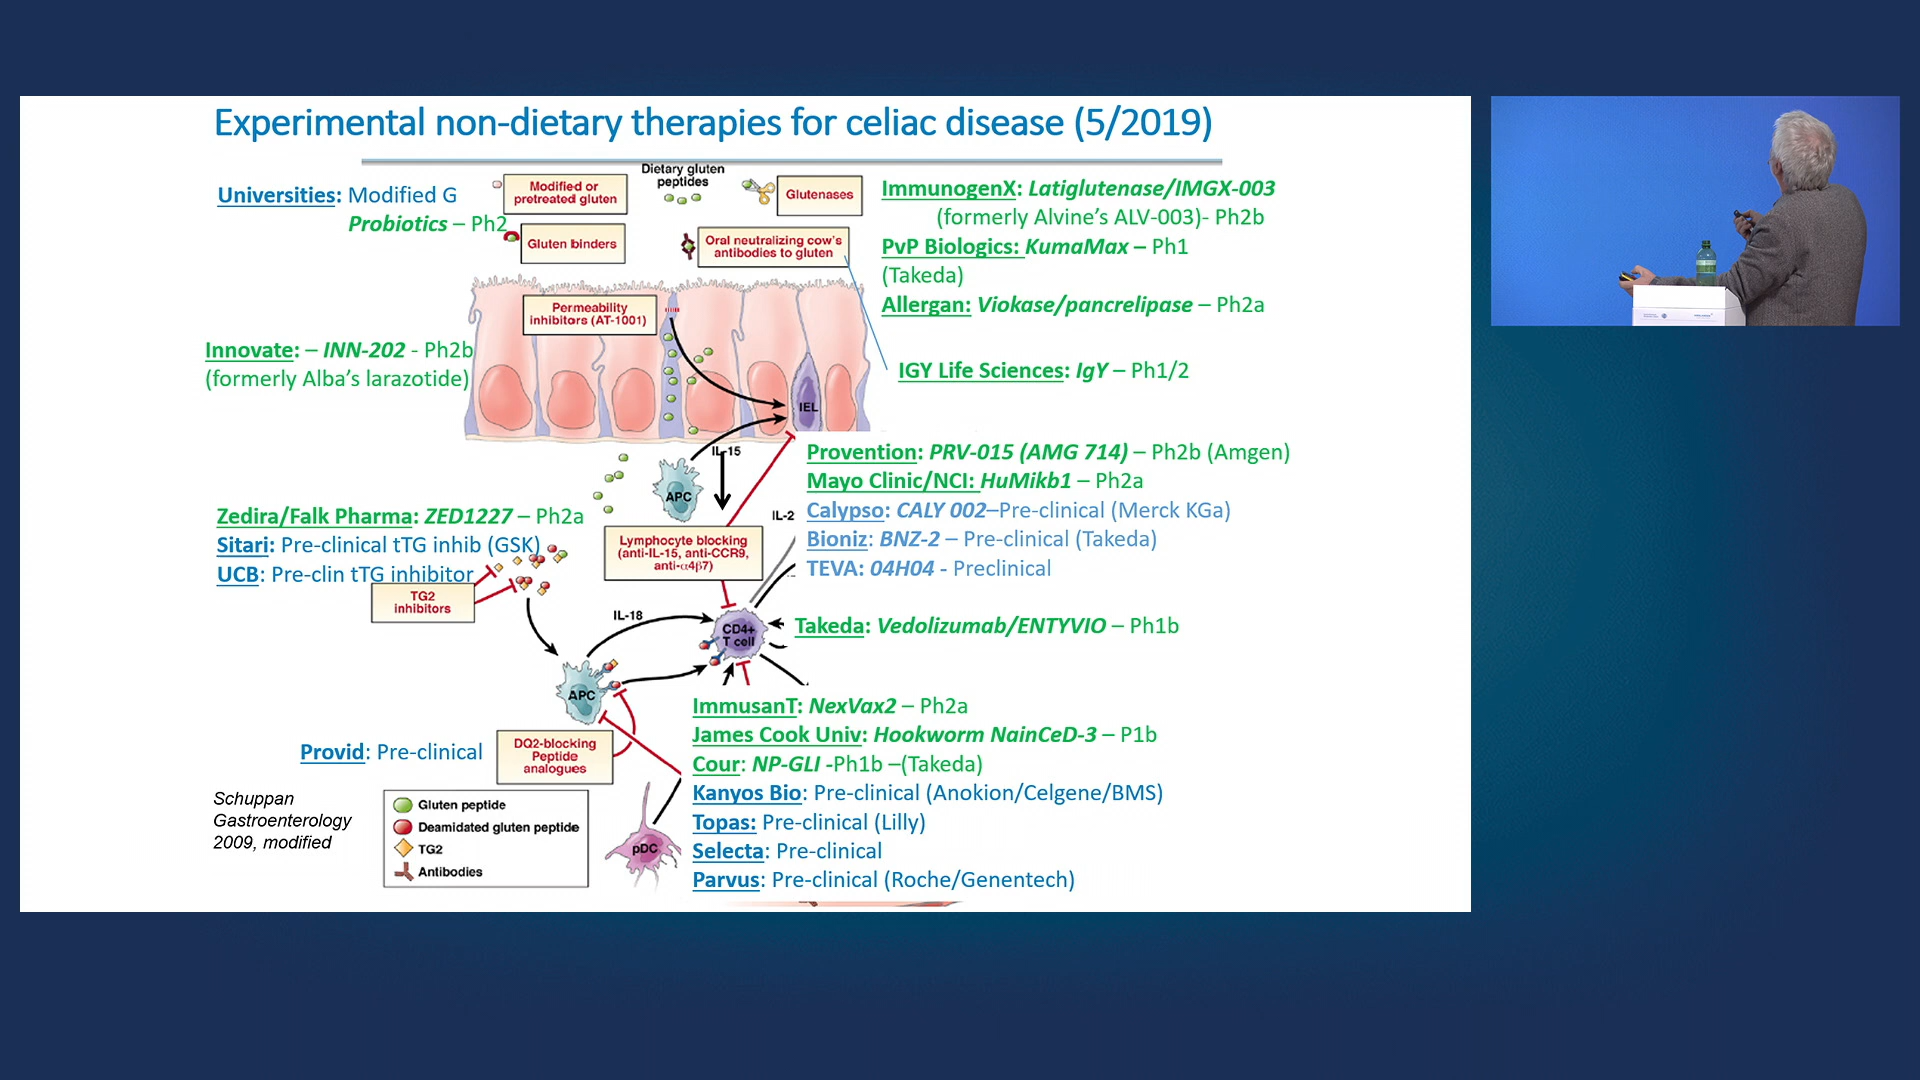 Experimental non-dietary therapies for celiac disease (5/2019)
Universities: Modified G
Probiotics – Ph2
Modified or
pretreated gluten
Dietary gluten
peptides
Glutenases
Gluten binders
Oral neutralizing cow's
antibodies to gluten
ImmunogenX: Latiglutenase/IMGX-003
(formerly Alvine's ALV-003)- Ph2b
PvP Biologics: KumaMax – Ph1
(Takeda)
Allergan: Viokase/pancrelipase – Ph2a
Permeability
inhibitors (AT-1001)
Innovate: – INN-202 - Ph2b
(formerly Alba's larazotide)
IGY Life Sciences: IgY – Ph1/2
IEL
IL-15
APC
Provention: PRV-015 (AMG 714) – Ph2b (Amgen)
Mayo Clinic/NCI: HuMikb1 – Ph2a
Calypso: CALY 002–Pre-clinical (Merck KGa)
Bioniz: BNZ-2 – Pre-clinical (Takeda)
TEVA: 04H04 - Preclinical
IL-2
Zedira/Falk Pharma: ZED1227 – Ph2a
Sitari: Pre-clinical tTG inhib (GSK)
UCB: Pre-clin tTG inhibitor
TG2
inhibitors
Lymphocyte blocking
(anti-IL-15, anti-CCR9,
anti-α4β7)
IL-18
CD4+
T cell
Takeda: Vedolizumab/ENTYVIO – Ph1b
APC
ImmusanT: NexVax2 – Ph2a
James Cook Univ: Hookworm NainCeD-3 – P1b
Cour: NP-GLI -Ph1b –(Takeda)
Kanyos Bio: Pre-clinical (Anokion/Celgene/BMS)
Topas: Pre-clinical (Lilly)
Selecta: Pre-clinical
Parvus: Pre-clinical (Roche/Genentech)
Provid: Pre-clinical
DQ2-blocking
Peptide
analogues
Schuppan
Gastroenterology
2009, modified
Gluten peptide
Deamidated gluten peptide
TG2
Antibodies
pDC